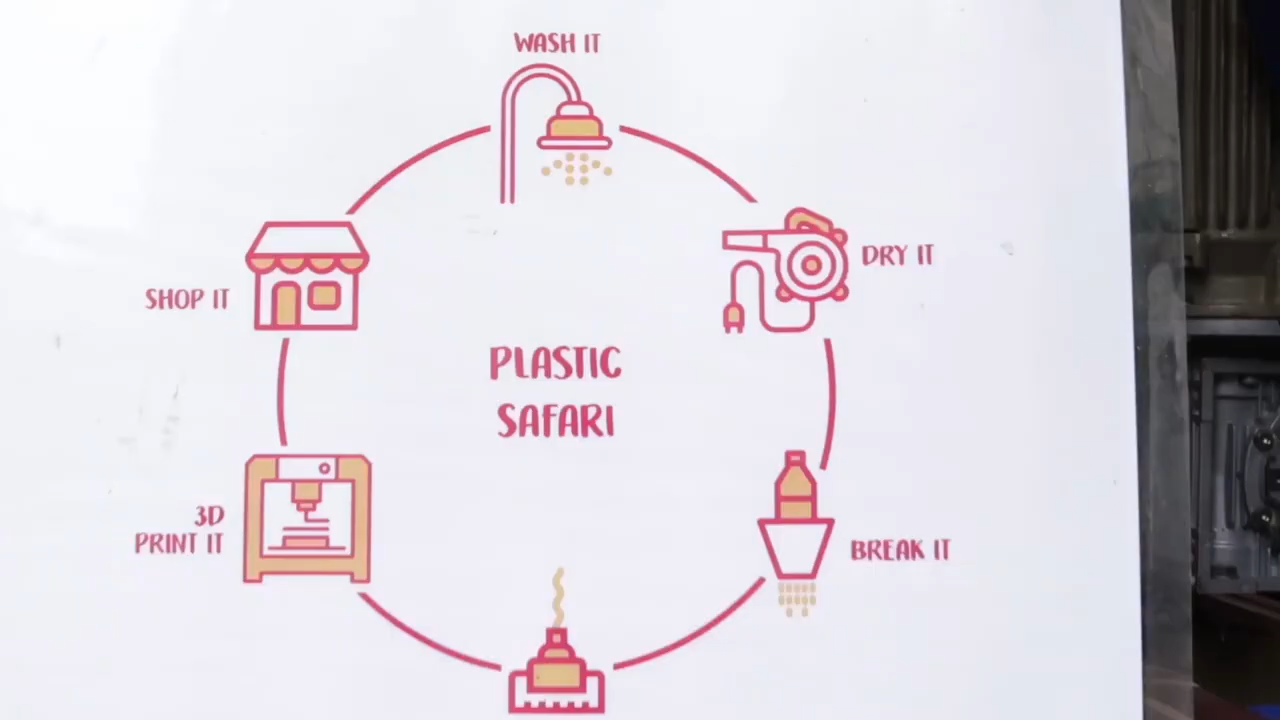 WASH IT
DRY IT
SHOP IT
PLASTIC
SAFARI
3D
PRINT IT
BREAK IT